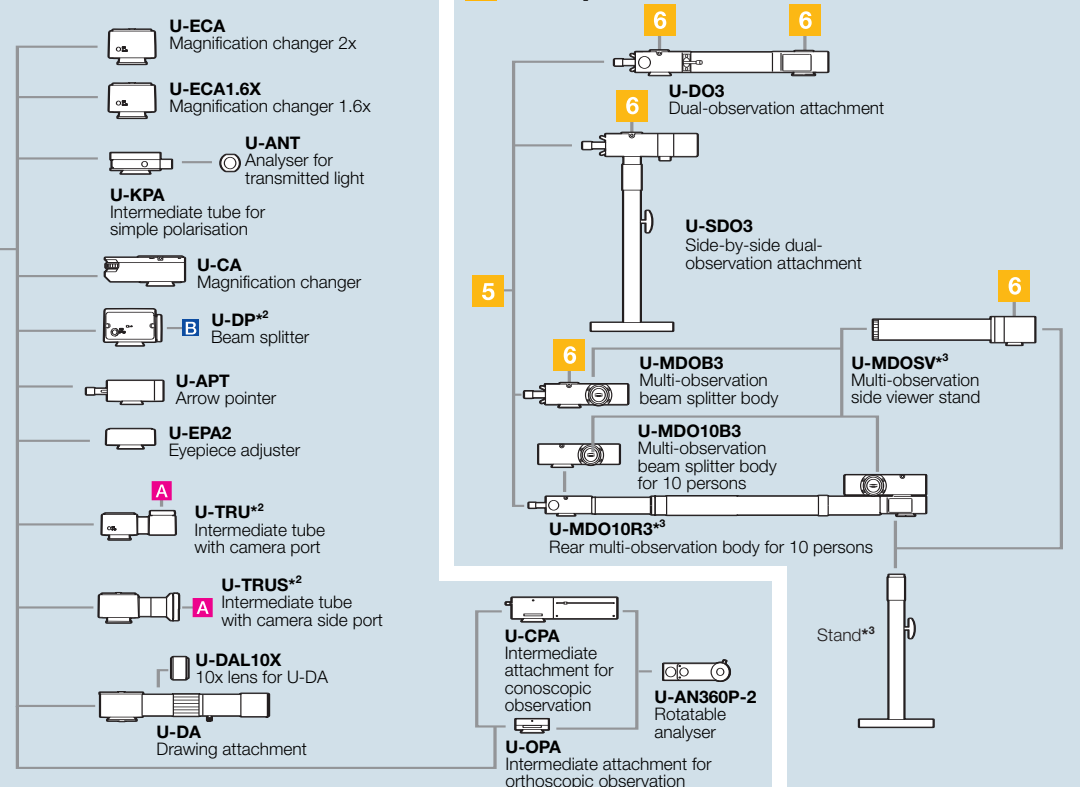 U-ECA
Magnification changer 2x
U-ECA1.6X
Magnification changer 1.6x
U-ANT
Analyser for
transmitted light
U-KPA
Intermediate tube for
simple polarisation
U-CA
Magnification changer
B
U-DP*2
Beam splitter
U-APT
Arrow pointer
U-EPA2
Eyepiece adjuster
A
U-TRU*2
Intermediate tube
with camera port
A
U-TRUS*2
Intermediate tube
with camera side port
U-DAL10X
10x lens for U-DA
U-DA
Drawing attachment
U-CPA
Intermediate
attachment for
conoscopic
observation
U-AN360P-2
Rotatable
analyser
U-OPA
Intermediate attachment for
orthoscopic observation
6
6
U-DO3
Dual-observation attachment
6
U-SDO3
Side-by-side dual-
observation attachment
5
6
U-MDOSV*3
Multi-observation
side viewer stand
6
U-MDOB3
Multi-observation
beam splitter body
U-MDO10B3
Multi-observation
beam splitter body
for 10 persons
U-MDO10R3*3
Rear multi-observation body for 10 persons
Stand*3